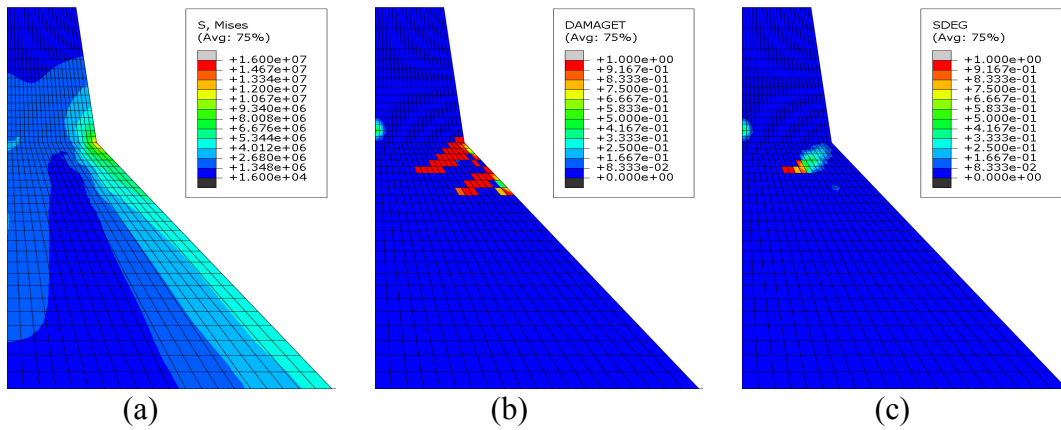 S, Mises
(Avg: 75%)
+1.600e+07
+1.467e+07
+1.334e+07
+1.200e+07
+1.067e+07
+9.340e+06
+8.008e+06
+6.676e+06
+5.344e+06
+4.012e+06
+2.680e+06
+1.348e+06
+1.600e+04
(a)
DAMAGET
(Avg: 75%)
+1.000e+00
+9.167e-01
+8.333e-01
+7.500e-01
+6.667e-01
+5.833e-01
+5.000e-01
+4.167e-01
+3.333e-01
+2.500e-01
+1.667e-01
+8.333e-02
+0.000e+00
(b)
SDEG
(Avg: 75%)
+1.000e+00
+9.167e-01
+8.333e-01
+7.500e-01
+6.667e-01
+5.833e-01
+5.000e-01
+4.167e-01
+3.333e-01
+2.500e-01
+1.667e-01
+8.333e-02
+0.000e+00
(c)